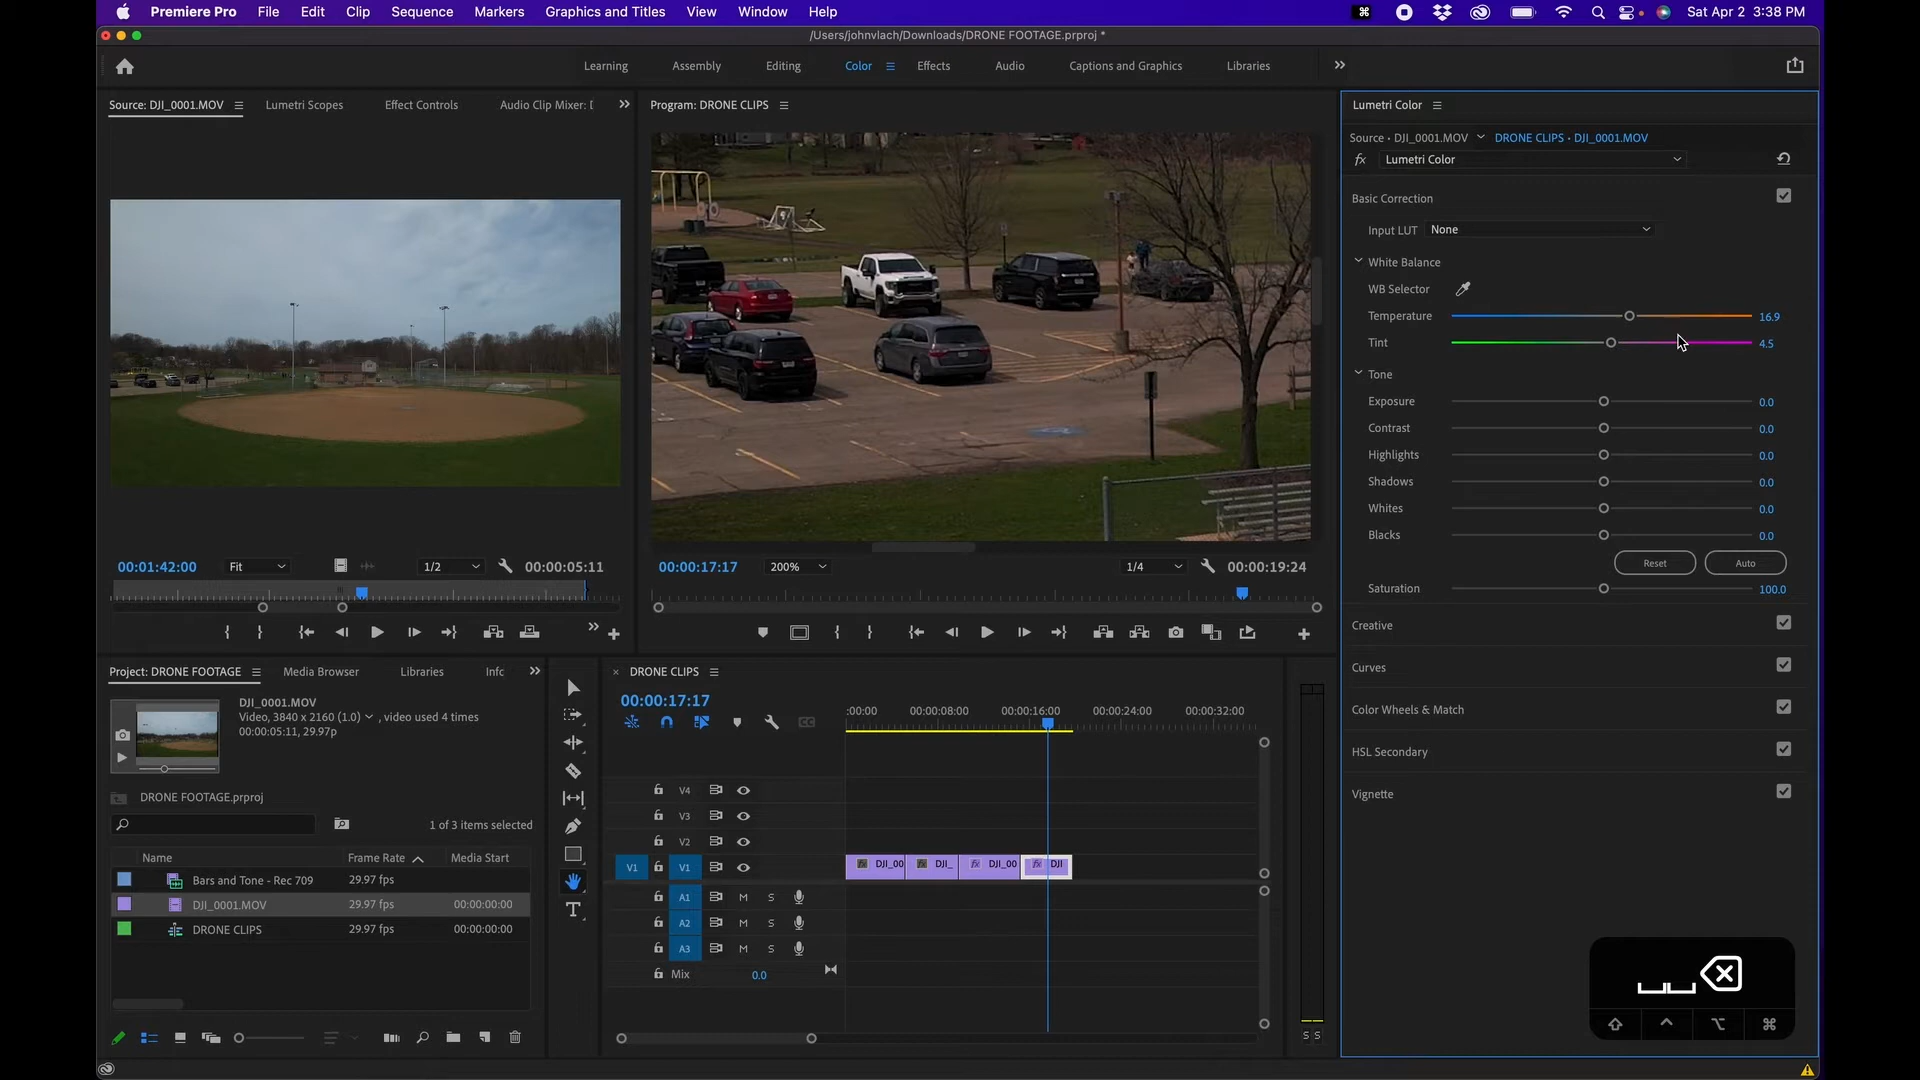 Premiere Pro File Edit Clip Sequence Markers Graphics and Titles View Window Help Sat Apr 2 3:38 PM
/Users/johnvlach/Downloads/DRONE FOOTAGE.prproj *
Learning Assembly Editing Color Effects Audio Captions and Graphics Libraries
Source: DJI_0001.MOV Lumetri Scopes Effect Controls Audio Clip Mixer: [
Program: DRONE CLIPS
Lumetri Color
Source • DJI_0001.MOV DRONE CLIPS • DJI_0001.MOV
fx Lumetri Color
Basic Correction
Input LUT None
White Balance
WB Selector
Temperature 16.9
Tint 4.5
Tone
Exposure 0.0
Contrast 0.0
Highlights 0.0
Shadows 0.0
Whites 0.0
Blacks 0.0
Reset Auto
Saturation 100.0
Creative
Curves
Color Wheels & Match
HSL Secondary
Vignette
00:01:42:00 Fit 1/2 00:00:05:11
00:00:17:17 200% 1/4 00:00:19:24
Project: DRONE FOOTAGE Media Browser Libraries Infc
DJI_0001.MOV
Video, 3840 x 2160 (1.0) , video used 4 times
00:00:05:11, 29.97p
DRONE FOOTAGE.prproj
1 of 3 items selected
Name Frame Rate Media Start
Bars and Tone - Rec 709 29.97 fps
DJI_0001.MOV 29.97 fps 00:00:00:00
DRONE CLIPS 29.97 fps 00:00:00:00
× DRONE CLIPS
00:00:17:17
:00:00 00:00:08:00 00:00:16:00 00:00:24:00 00:00:32:00
V4
V3
V2
V1 V1 fx DJI_00 fx DJI_ fx DJI_00 fx DJI
A1 M S
A2 M S
A3 M S
Mix 0.0
S S